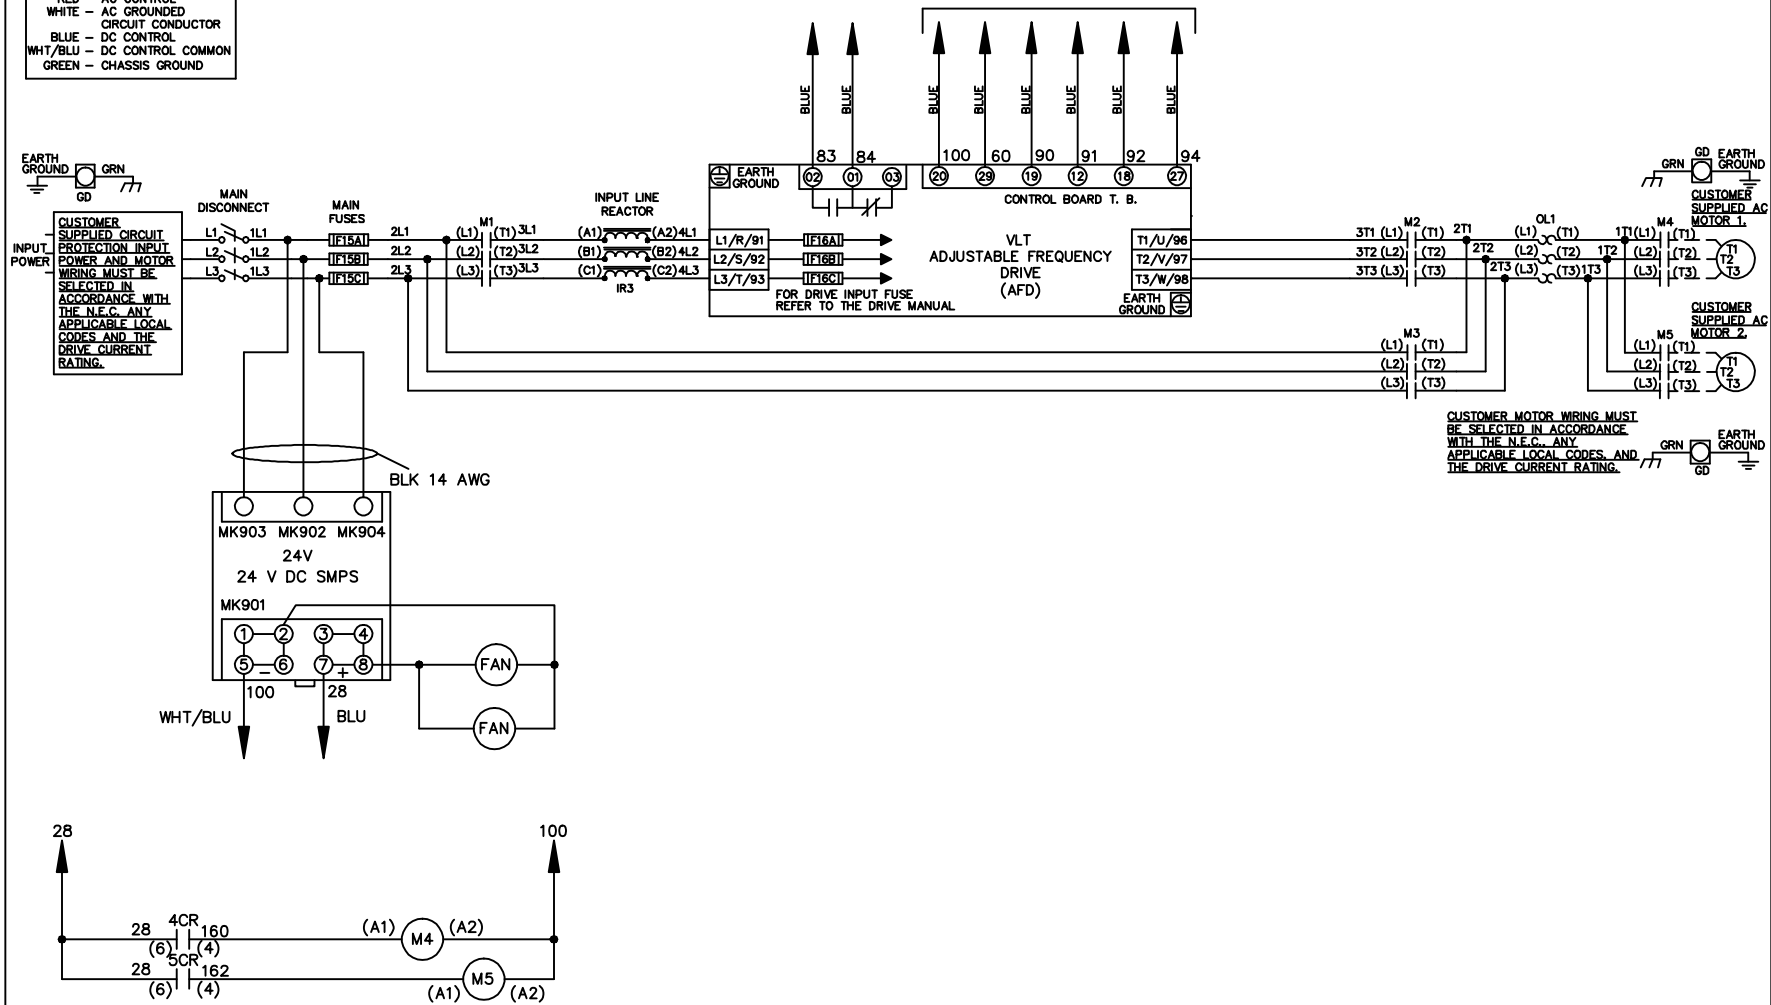 WHITE – AC GROUNDED
CIRCUIT CONDUCTOR
BLUE – DC CONTROL
WHT/BLU – DC CONTROL COMMON
GREEN – CHASSIS GROUND
BLUE
BLUE
BLUE
BLUE
BLUE
BLUE
BLUE
BLUE
83
84
100
60
90
91
92
94
EARTH
GROUND
GRN
GD
EARTH
GROUND
02
01
03
20
29
19
12
18
27
CONTROL BOARD T. B.
GD
GRN
EARTH
GROUND
CUSTOMER
SUPPLIED AC
MOTOR 1.
INPUT
POWER
CUSTOMER
SUPPLIED CIRCUIT
PROTECTION INPUT
POWER AND MOTOR
WIRING MUST BE
SELECTED IN
ACCORDANCE WITH
THE N.E.C. ANY
APPLICABLE LOCAL
CODES AND THE
DRIVE CURRENT
RATING.
MAIN
DISCONNECT
MAIN
FUSES
INPUT LINE
REACTOR
L1 1L1
F15A
2L1
(L1) M1 (T1) 3L1
(A1) (A2) 4L1
L1/R/91
F16A
L2 1L2
F15B
2L2
(L2) (T2) 3L2
(B1) (B2) 4L2
L2/S/92
F16B
L3 1L3
F15C
2L3
(L3) (T3) 3L3
(C1) (C2) 4L3
L3/T/93
F16C
IR3
FOR DRIVE INPUT FUSE
REFER TO THE DRIVE MANUAL
VLT
ADJUSTABLE FREQUENCY
DRIVE
(AFD)
T1/U/96
T2/V/97
T3/W/98
EARTH
GROUND
M2
3T1 (L1) (T1) 2T1
3T2 (L2) (T2) 2T2
3T3 (L3) (T3) 2T3
OL1
(L1) (T1) 1T1
(L2) (T2) 1T2
(L3) (T3) 1T3
M4
(L1) (T1)
(L2) (T2)
(L3) (T3)
T1
T2
T3
CUSTOMER
SUPPLIED AC
MOTOR 2.
M3
(L1) (T1)
(L2) (T2)
(L3) (T3)
M5
(L1) (T1)
(L2) (T2)
(L3) (T3)
T1
T2
T3
CUSTOMER MOTOR WIRING MUST
BE SELECTED IN ACCORDANCE
WITH THE N.E.C., ANY
APPLICABLE LOCAL CODES, AND
THE DRIVE CURRENT RATING.
GRN
GD
EARTH
GROUND
BLK 14 AWG
MK903 MK902 MK904
24V
24 V DC SMPS
MK901
1 2 3 4
5 – 6 7 + 8
FAN
FAN
100
28
WHT/BLU
BLU
28
100
28 4CR 160
(6) (4)
(A1) M4 (A2)
28 5CR 162
(6) (4)
(A1) M5 (A2)